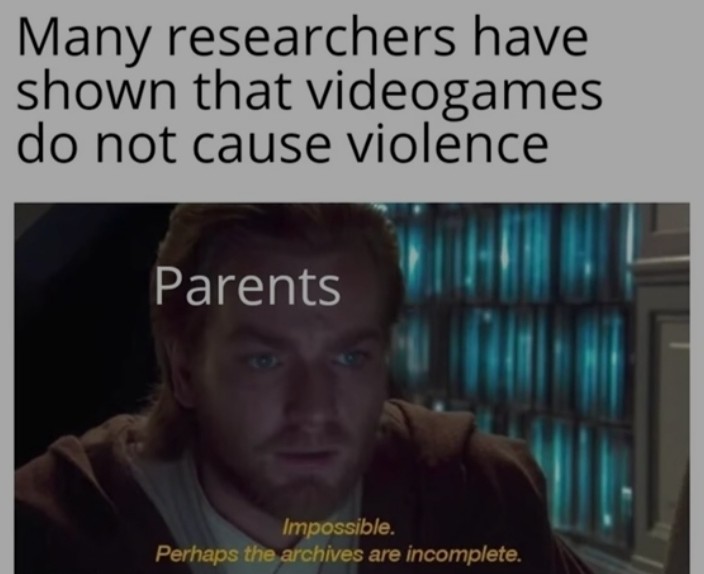 Many researchers have
shown that videogames
do not cause violence
Parents
Impossible.
Perhaps the archives are incomplete.